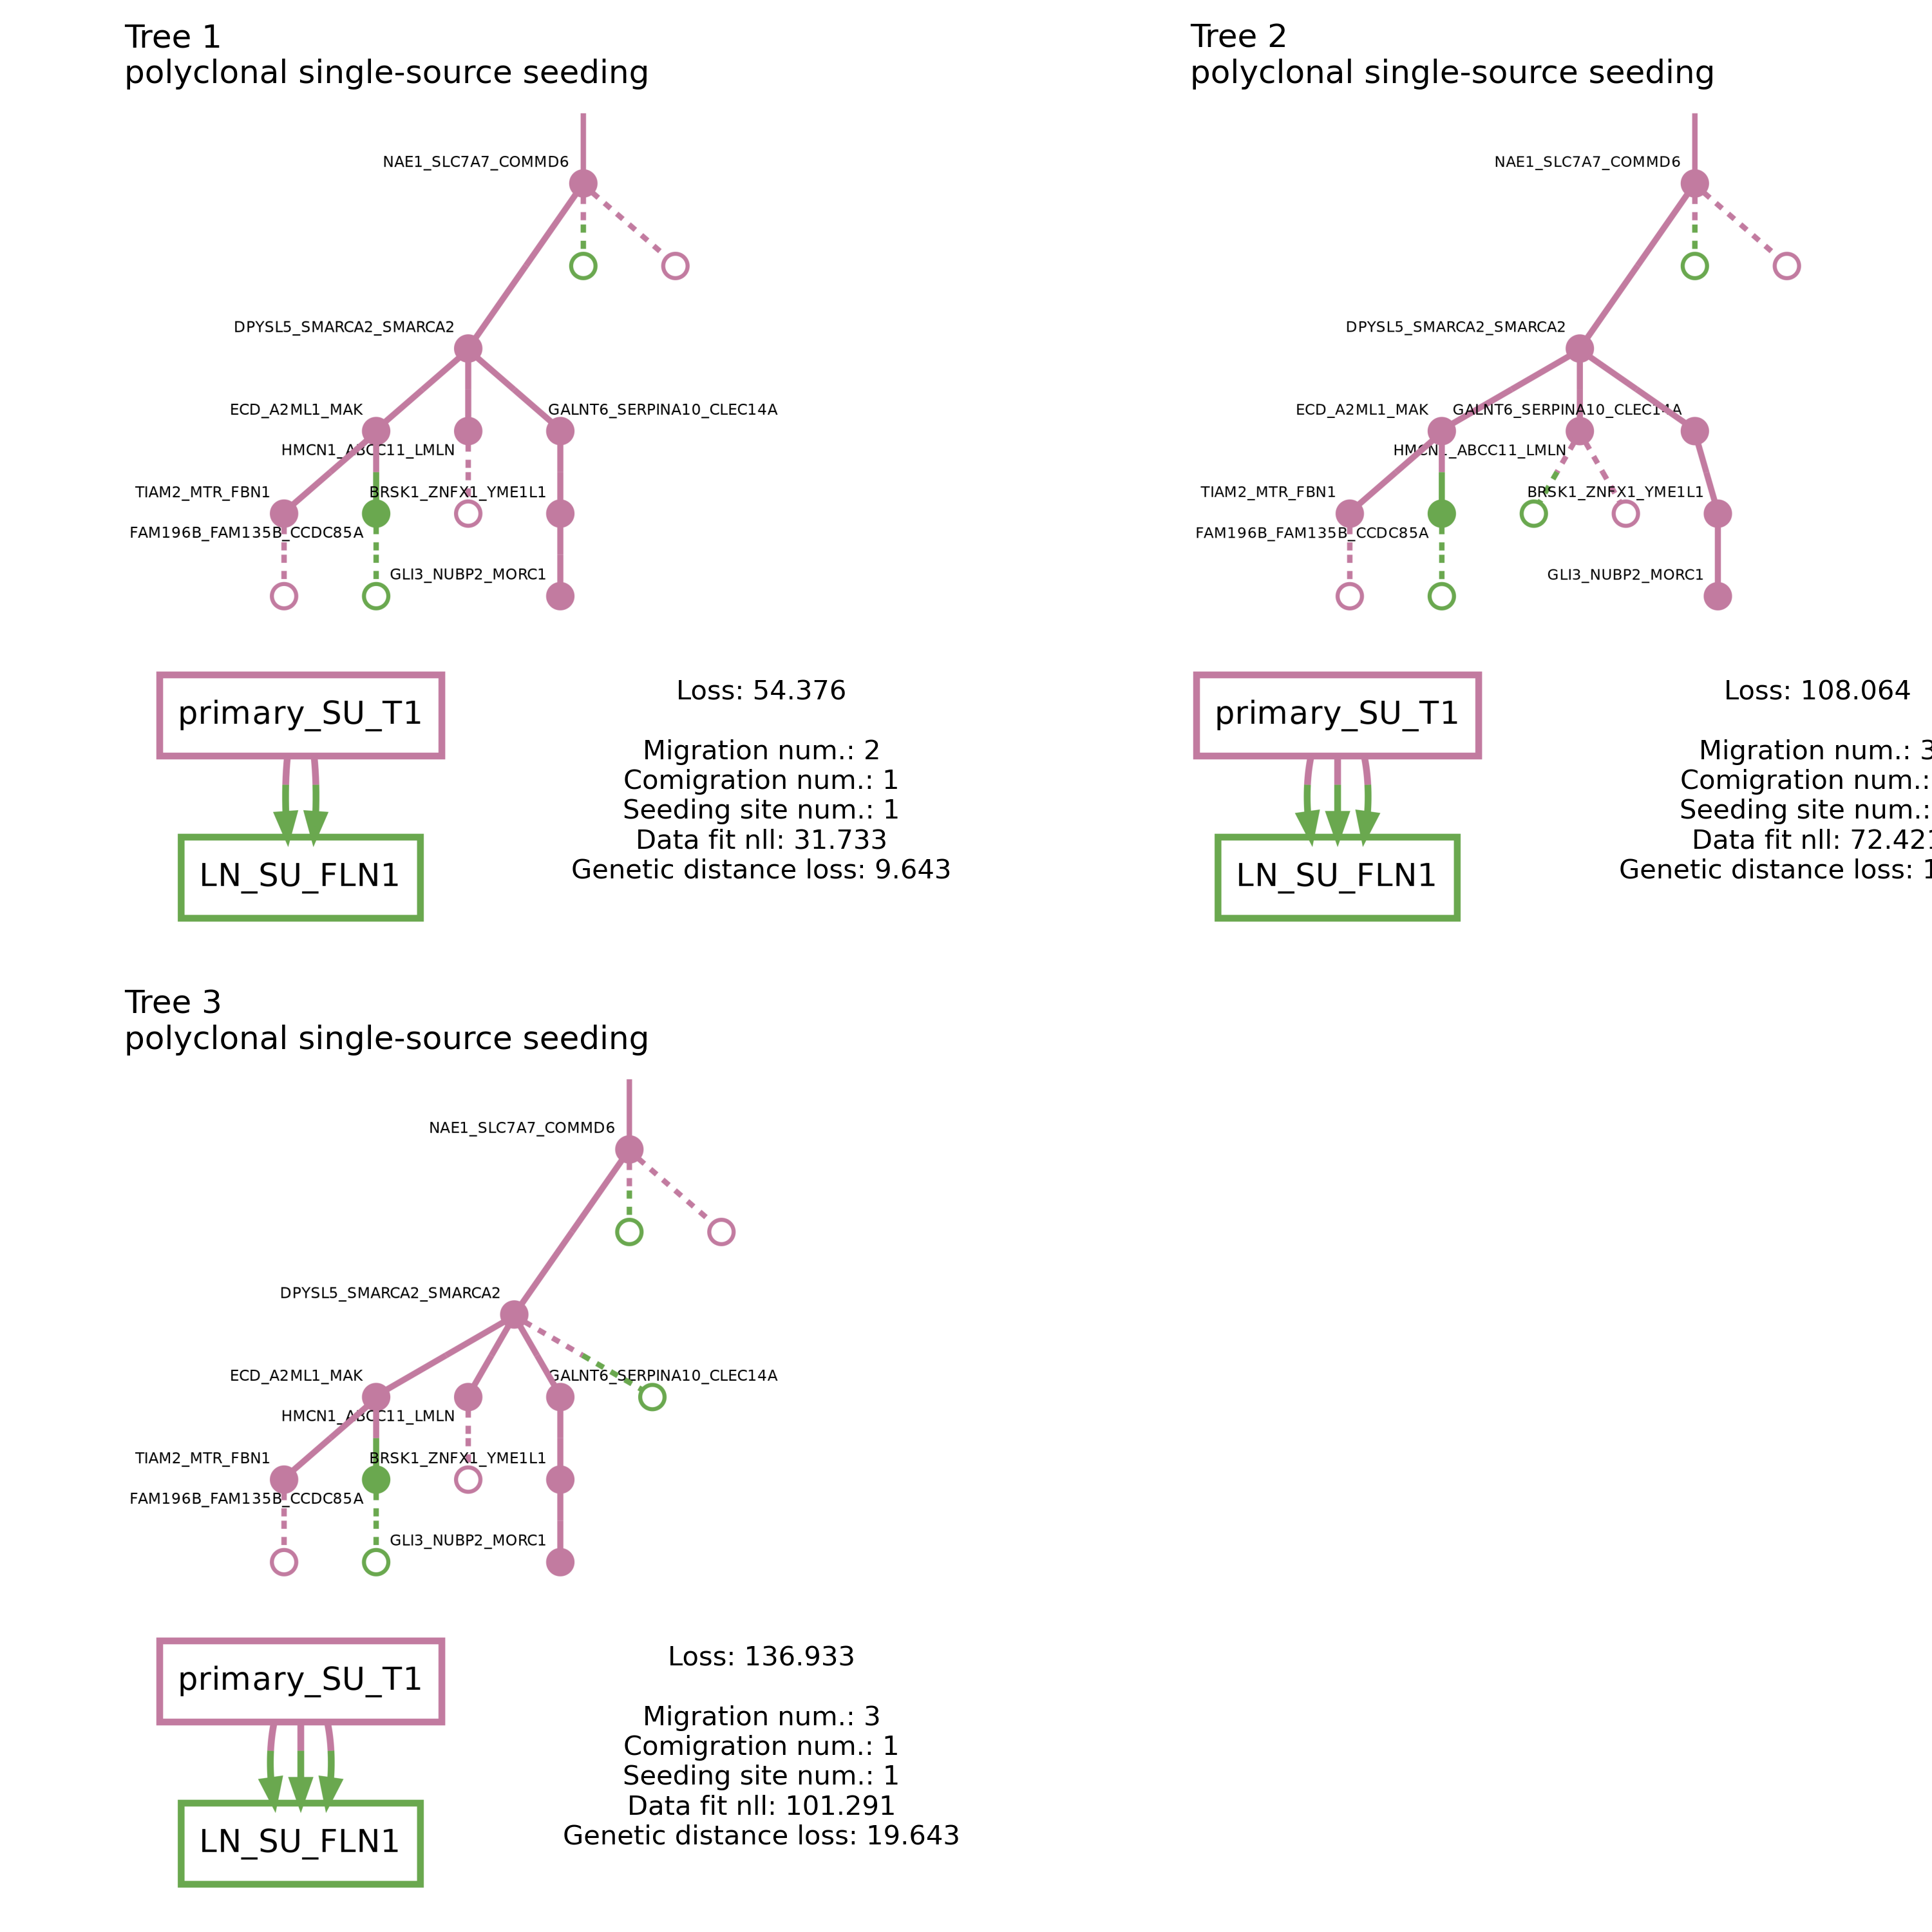 Tree 1
polyclonal single-source seeding
NAE1_SLC7A7_COMMD6
DPYSL5_SMARCA2_SMARCA2
ECD_A2ML1_MAK
GALNT6_SERPINA10_CLEC14A
HMCN1_ABCC11_LMLN
TIAM2_MTR_FBN1
BRSK1_ZNFX1_YME1L1
FAM196B_FAM135B_CCDC85A
GLI3_NUBP2_MORC1
primary_SU_T1
LN_SU_FLN1
Loss: 54.376
Migration num.: 2
Comigration num.: 1
Seeding site num.: 1
Data fit nll: 31.733
Genetic distance loss: 9.643
Tree 2
polyclonal single-source seeding
NAE1_SLC7A7_COMMD6
DPYSL5_SMARCA2_SMARCA2
ECD_A2ML1_MAK
GALNT6_SERPINA10_CLEC14A
HMCN1_ABCC11_LMLN
TIAM2_MTR_FBN1
BRSK1_ZNFX1_YME1L1
FAM196B_FAM135B_CCDC85A
GLI3_NUBP2_MORC1
primary_SU_T1
LN_SU_FLN1
Loss: 108.064
Migration num.: 3
Comigration num.:
Seeding site num.:
Data fit nll: 72.421
Genetic distance loss: 1
Tree 3
polyclonal single-source seeding
NAE1_SLC7A7_COMMD6
DPYSL5_SMARCA2_SMARCA2
ECD_A2ML1_MAK
GALNT6_SERPINA10_CLEC14A
HMCN1_ABCC11_LMLN
TIAM2_MTR_FBN1
BRSK1_ZNFX1_YME1L1
FAM196B_FAM135B_CCDC85A
GLI3_NUBP2_MORC1
primary_SU_T1
LN_SU_FLN1
Loss: 136.933
Migration num.: 3
Comigration num.: 1
Seeding site num.: 1
Data fit nll: 101.291
Genetic distance loss: 19.643